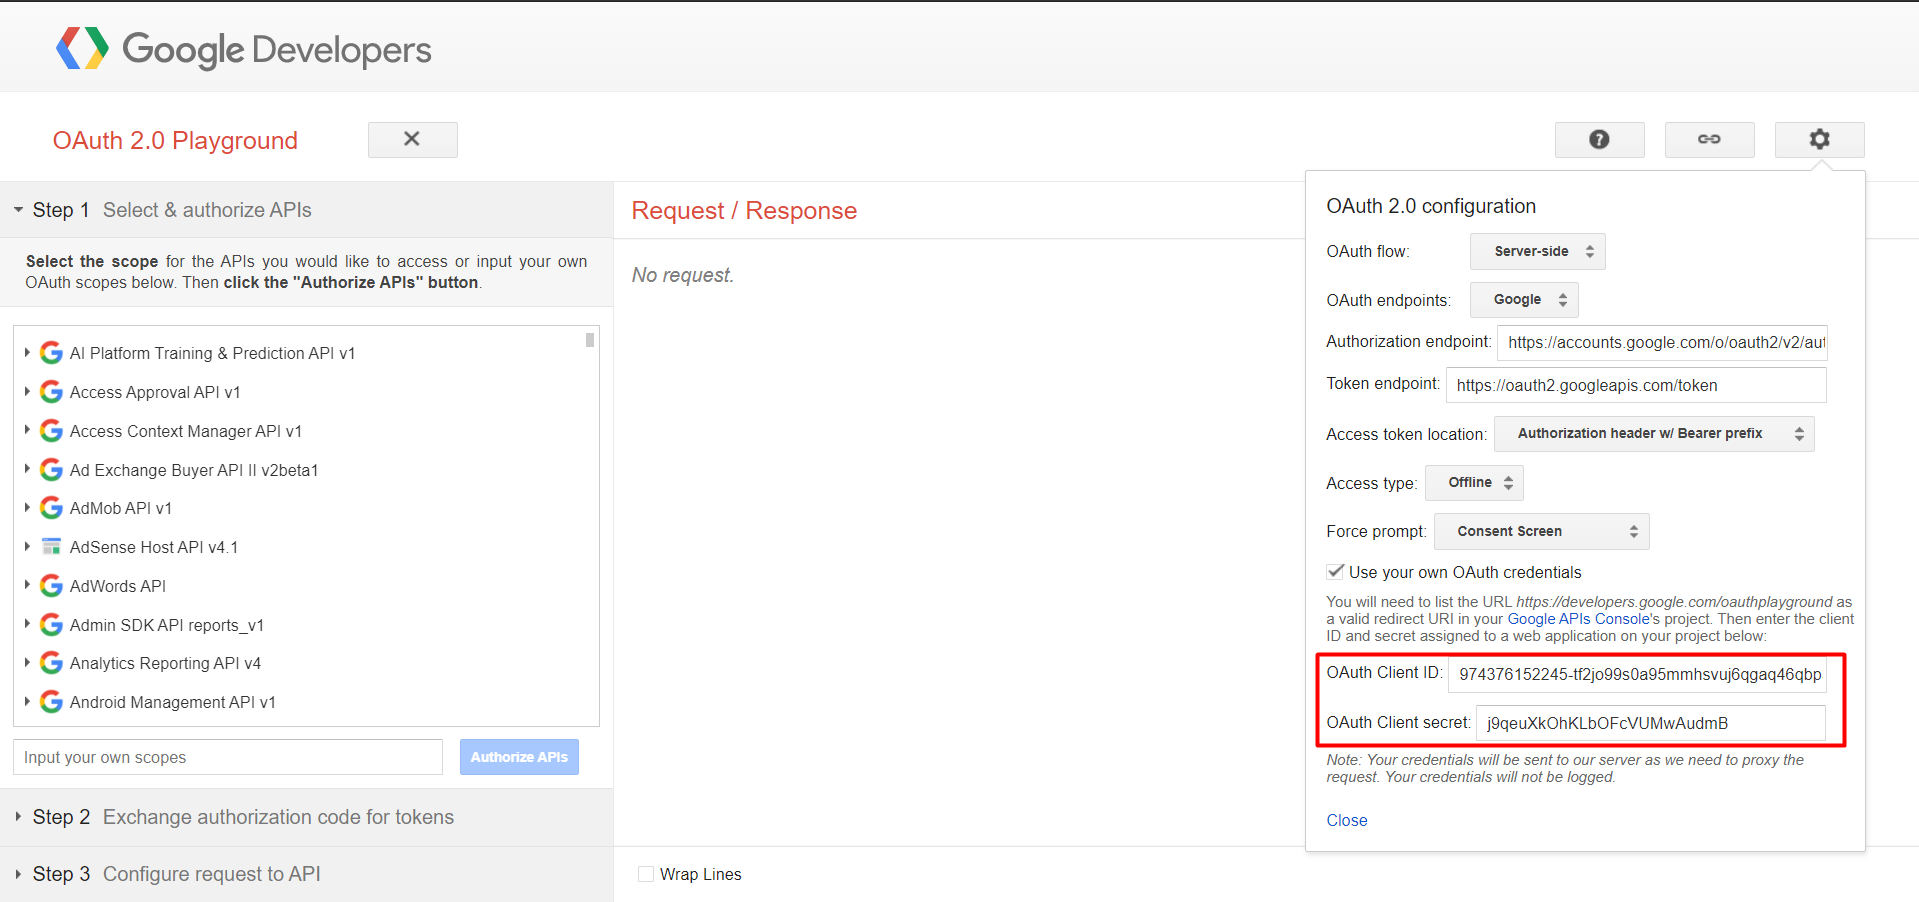 Google Developers
OAuth 2.0 Playground
Step 1 Select & authorize APIs
Select the scope for the APIs you would like to access or input your own
OAuth scopes below. Then click the "Authorize APIs" button.
AI Platform Training & Prediction API v1
Access Approval API v1
Access Context Manager API v1
Ad Exchange Buyer API II v2beta1
AdMob API v1
AdSense Host API v4.1
AdWords API
Admin SDK API reports_v1
Analytics Reporting API v4
Android Management API v1
Input your own scopes
Authorize APIs
Step 2 Exchange authorization code for tokens
Step 3 Configure request to API
Request / Response
No request.
Wrap Lines
OAuth 2.0 configuration
OAuth flow: Server-side
OAuth endpoints: Google
Authorization endpoint: https://accounts.google.com/o/oauth2/v2/aut
Token endpoint: https://oauth2.googleapis.com/token
Access token location: Authorization header w/ Bearer prefix
Access type: Offline
Force prompt: Consent Screen
Use your own OAuth credentials
You will need to list the URL https://developers.google.com/oauthplayground as
a valid redirect URI in your Google APIs Console's project. Then enter the client
ID and secret assigned to a web application on your project below:
OAuth Client ID: 974376152245-tf2jo99s0a95mmhsvuj6qgaq46qbp
OAuth Client secret: j9qeuXkOhKLbOFcVUMwAudmB
Note: Your credentials will be sent to our server as we need to proxy the
request. Your credentials will not be logged.
Close